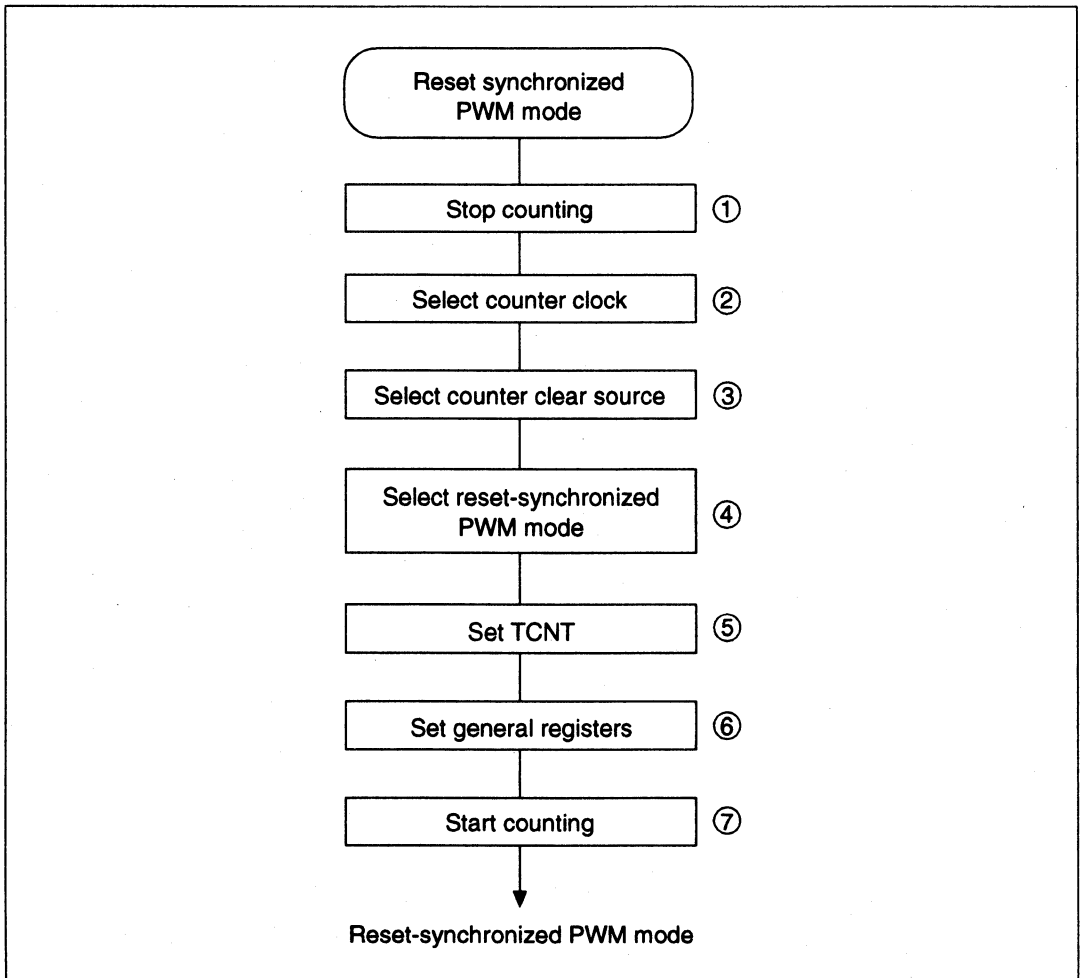 Reset synchronized
PWM mode
Stop counting ①
Select counter clock ②
Select counter clear source ③
Select reset-synchronized
PWM mode ④
Set TCNT ⑤
Set general registers ⑥
Start counting ⑦
Reset-synchronized PWM mode